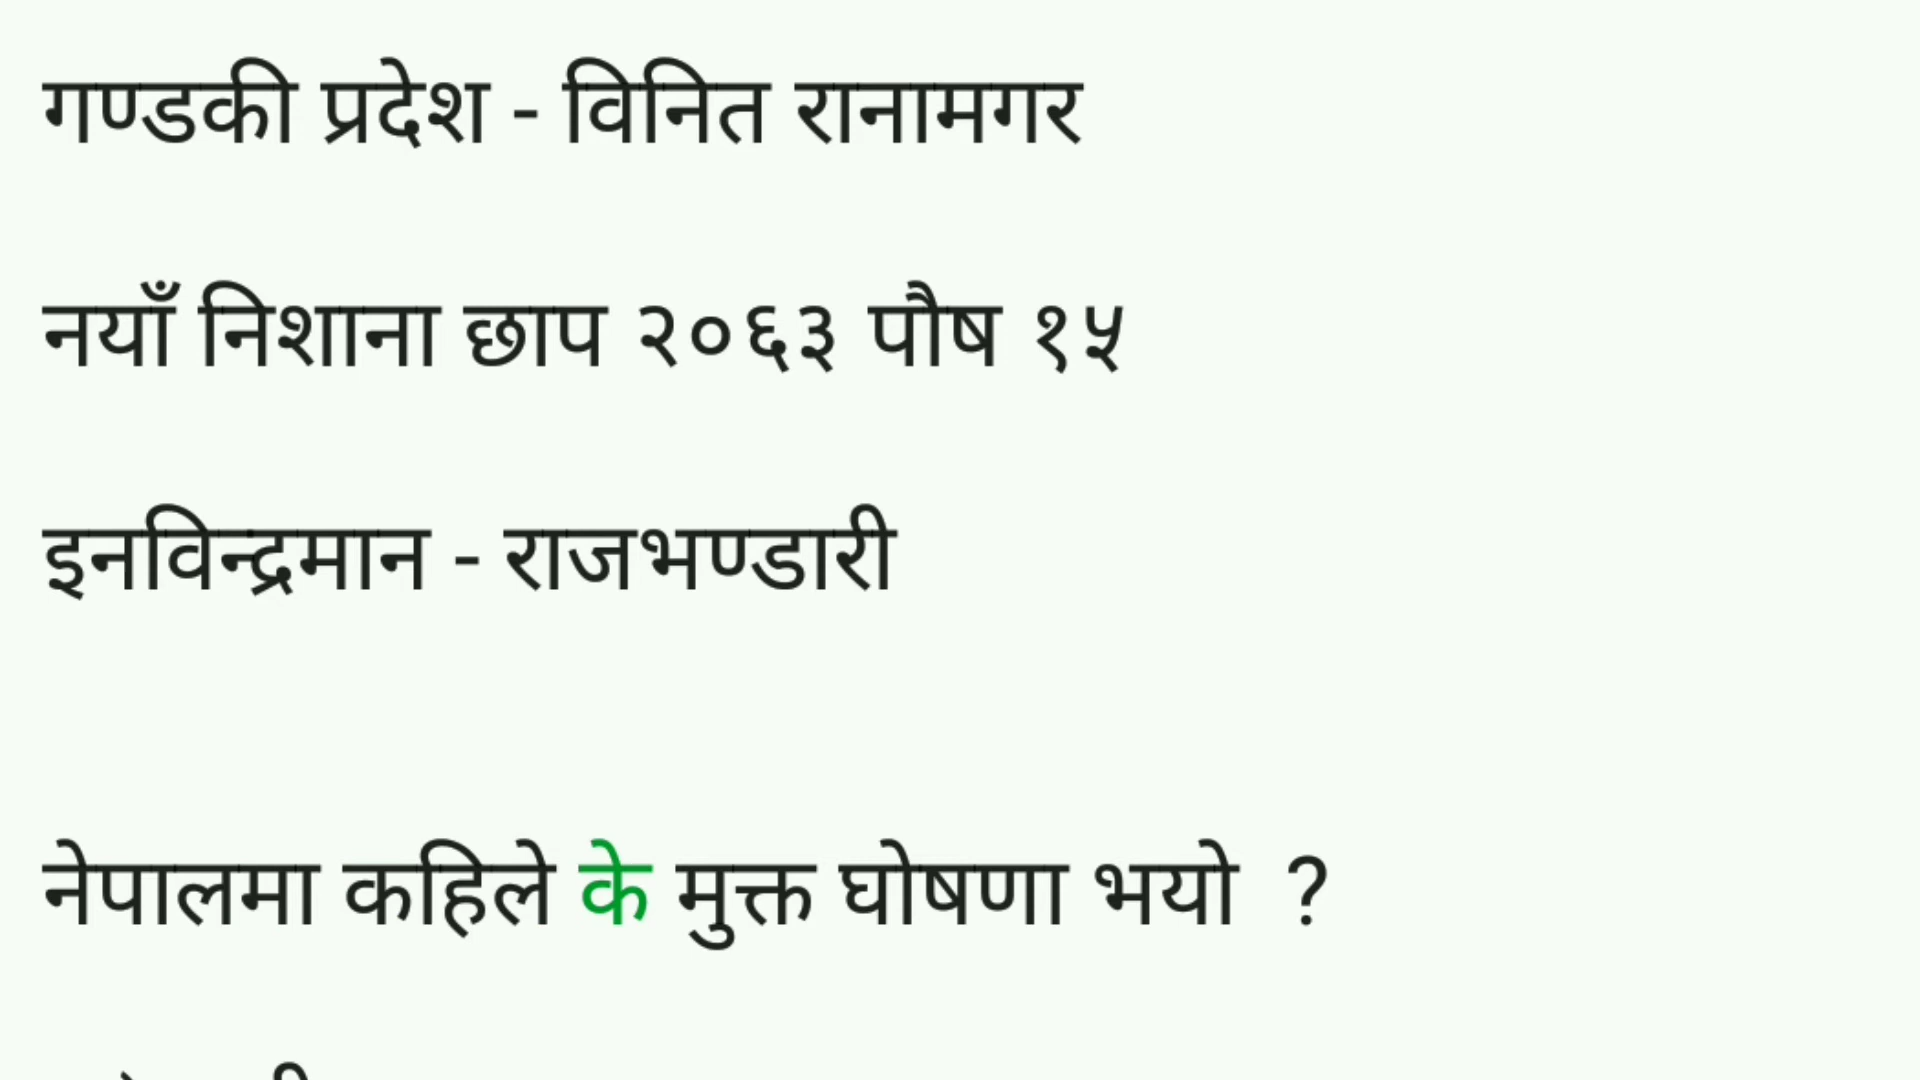 गण्डकी प्रदेश - विनित रानामगर
नयाँ निशाना छाप २०६३ पौष १५
इनविन्द्रमान - राजभण्डारी
नेपालमा कहिले के मुक्त घोषणा भयो ?